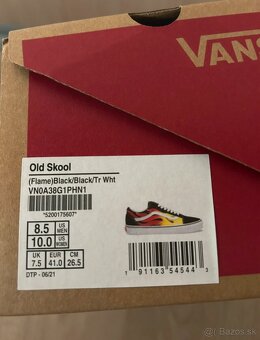 VANS
Old Skool
(Flame)Black/Black/Tr Wht
VN0A38G1PHN1
*5200175607*
8.5 US MEN
10.0 US WOMEN
UK 7.5 EUR 41.0 CM 26.5
DTP - 06/21
1 91163 54544 3
bazos.sk